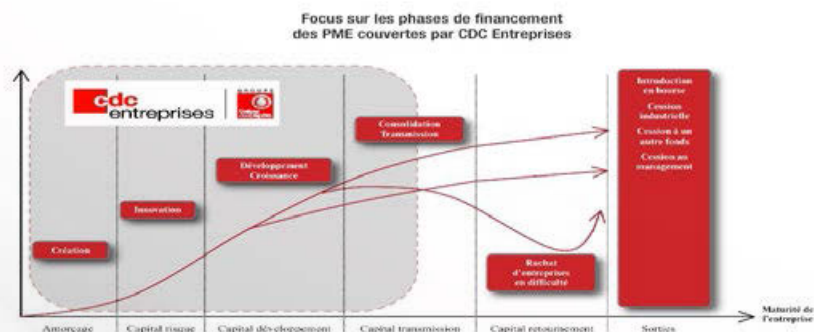 Focus sur les phases de financement
des PME couvertes par CDC Entreprises
cdc
entreprises
GROUPE
Introduction
en bourse
Cession
industrielle
Cession à un
autre fonds
Cession au
management
Consolidation
Transmission
Développement
Croissance
Innovation
Création
Rachat
d'entreprises
en difficulté
Maturité de
l'entreprise
Amorçage
Capital risque
Capital développement
Capital transmission
Capital retournement
Sorties